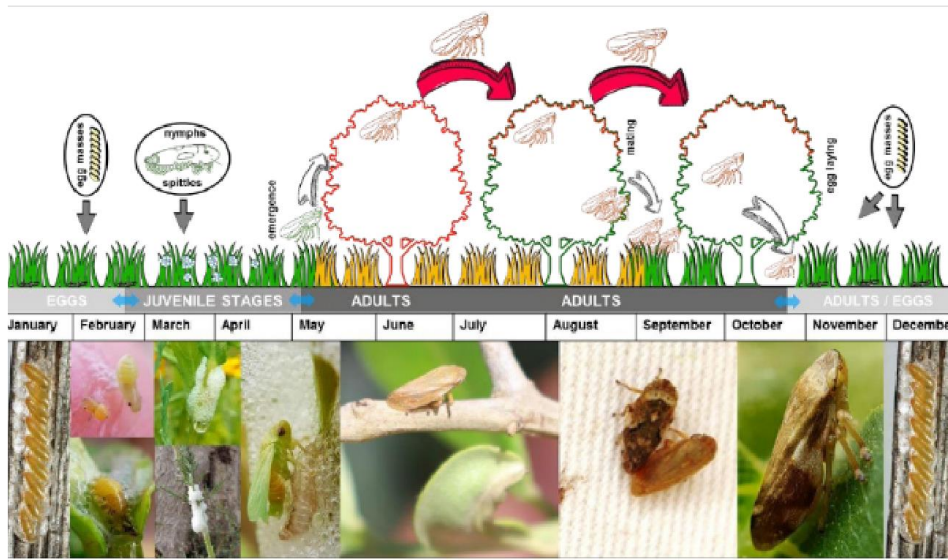 egg masses
nymphs
spittles
emergence
mating
egg laying
egg masses
EGGS
JUVENILE STAGES
ADULTS
ADULTS
ADULTS / EGGS
January
February
March
April
May
June
July
August
September
October
November
Decembe